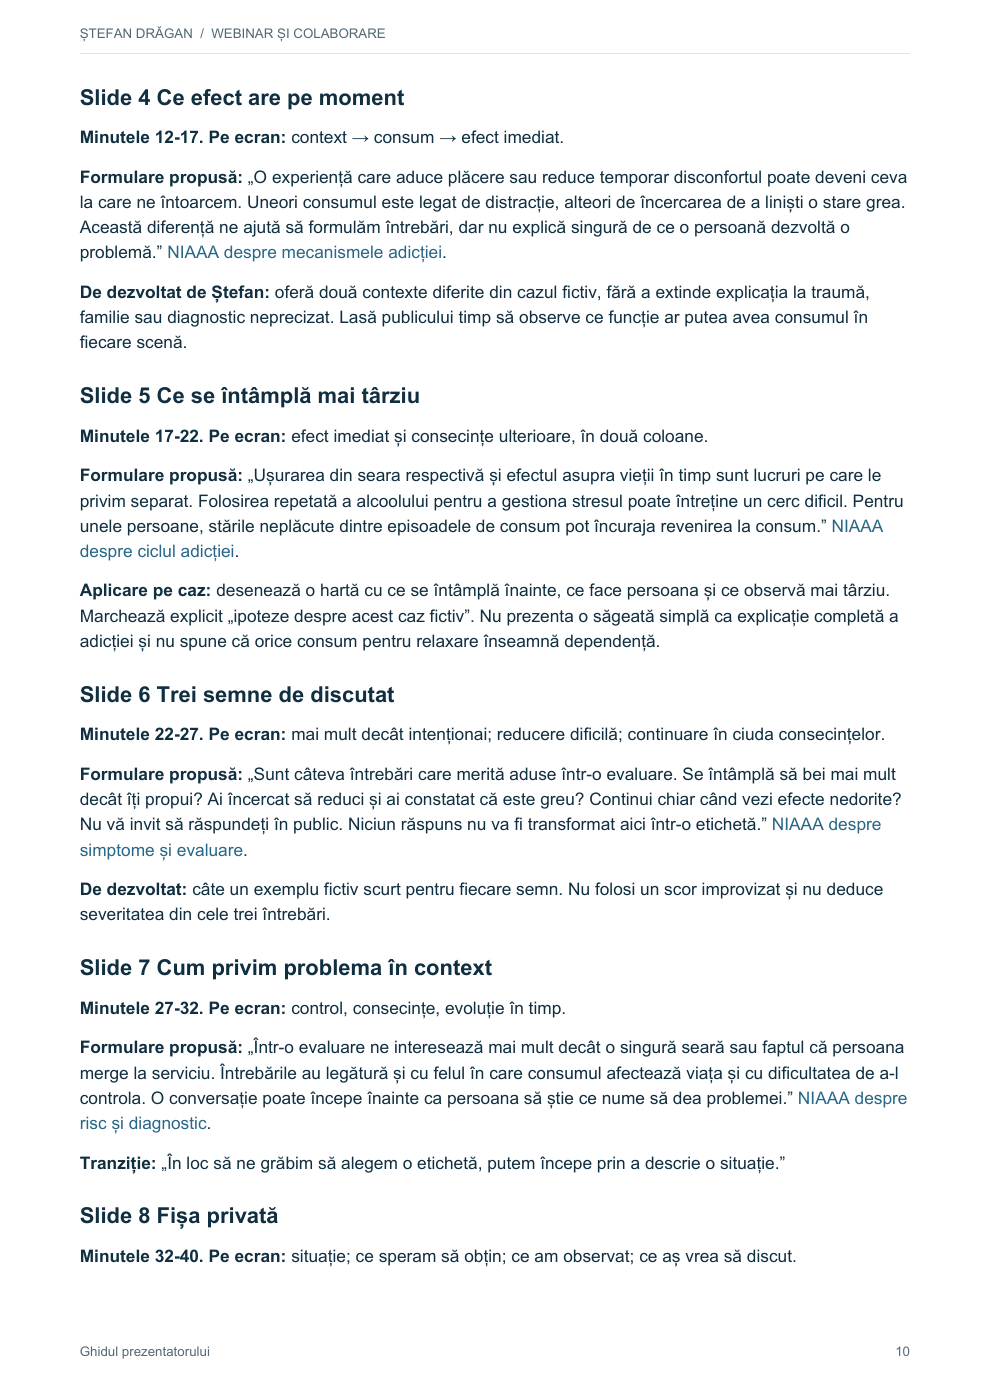 ȘTEFAN DRĂGAN / WEBINAR ȘI COLABORARE
Slide 4 Ce efect are pe moment
Minutele 12-17. Pe ecran: context → consum → efect imediat.
Formulare propusă: „O experiență care aduce plăcere sau reduce temporar disconfortul poate deveni ceva
la care ne întoarcem. Uneori consumul este legat de distracție, alteori de încercarea de a liniști o stare grea.
Această diferență ne ajută să formulăm întrebări, dar nu explică singură de ce o persoană dezvoltă o
problemă.” NIAAA despre mecanismele adicției.
De dezvoltat de Ștefan: oferă două contexte diferite din cazul fictiv, fără a extinde explicația la traumă,
familie sau diagnostic neprecizat. Lasă publicului timp să observe ce funcție ar putea avea consumul în
fiecare scenă.
Slide 5 Ce se întâmplă mai târziu
Minutele 17-22. Pe ecran: efect imediat și consecințe ulterioare, în două coloane.
Formulare propusă: „Ușurarea din seara respectivă și efectul asupra vieții în timp sunt lucruri pe care le
privim separat. Folosirea repetată a alcoolului pentru a gestiona stresul poate întreține un cerc dificil. Pentru
unele persoane, stările neplăcute dintre episoadele de consum pot încuraja revenirea la consum.” NIAAA
despre ciclul adicției.
Aplicare pe caz: desenează o hartă cu ce se întâmplă înainte, ce face persoana și ce observă mai târziu.
Marchează explicit „ipoteze despre acest caz fictiv”. Nu prezenta o săgeată simplă ca explicație completă a
adicției și nu spune că orice consum pentru relaxare înseamnă dependență.
Slide 6 Trei semne de discutat
Minutele 22-27. Pe ecran: mai mult decât intenționai; reducere dificilă; continuare în ciuda consecințelor.
Formulare propusă: „Sunt câteva întrebări care merită aduse într-o evaluare. Se întâmplă să bei mai mult
decât îți propui? Ai încercat să reduci și ai constatat că este greu? Continui chiar când vezi efecte nedorite?
Nu vă invit să răspundeți în public. Niciun răspuns nu va fi transformat aici într-o etichetă.” NIAAA despre
simptome și evaluare.
De dezvoltat: câte un exemplu fictiv scurt pentru fiecare semn. Nu folosi un scor improvizat și nu deduce
severitatea din cele trei întrebări.
Slide 7 Cum privim problema în context
Minutele 27-32. Pe ecran: control, consecințe, evoluție în timp.
Formulare propusă: „Într-o evaluare ne interesează mai mult decât o singură seară sau faptul că persoana
merge la serviciu. Întrebările au legătură și cu felul în care consumul afectează viața și cu dificultatea de a-l
controla. O conversație poate începe înainte ca persoana să știe ce nume să dea problemei.” NIAAA despre
risc și diagnostic.
Tranziție: „În loc să ne grăbim să alegem o etichetă, putem începe prin a descrie o situație.”
Slide 8 Fișa privată
Minutele 32-40. Pe ecran: situație; ce speram să obțin; ce am observat; ce aș vrea să discut.
Ghidul prezentatorului
10